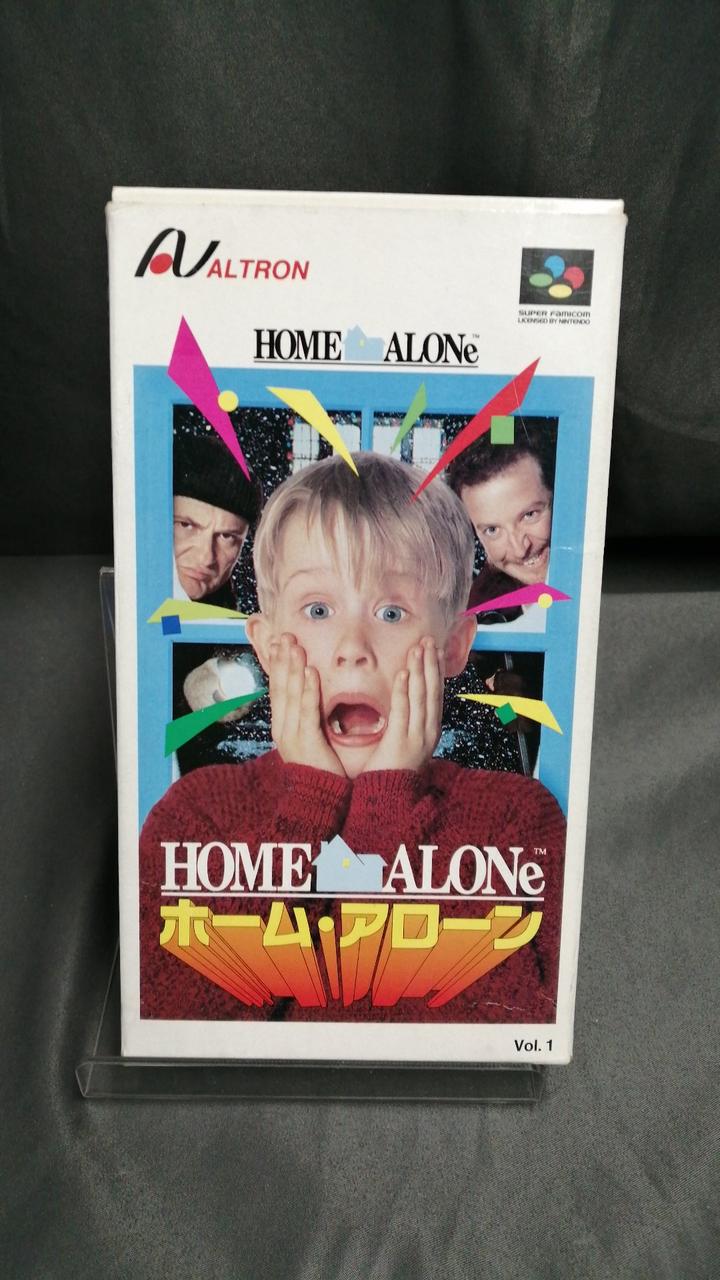 ALTRON
SUPER FAMICOM
LICENSED BY NINTENDO
HOME ALONe™
HOME ALONe™
ホーム・アローン
Vol. 1